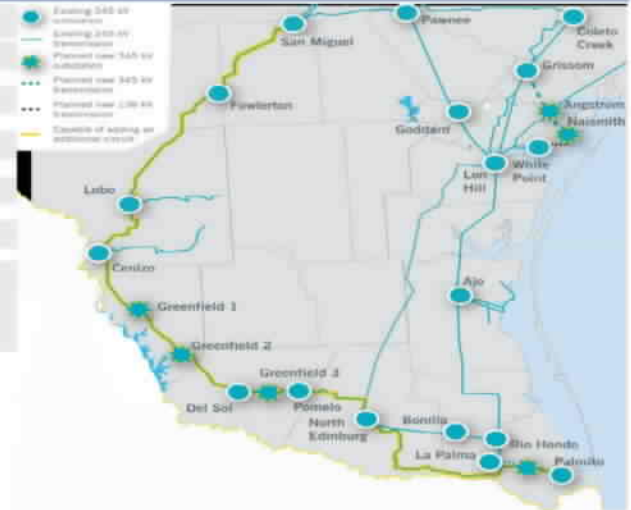 Existing 345 kV
substation
Existing 345 kV
transmission
Planned new 345 kV
substation
Planned new 345 kV
transmission
Planned new 138 kV
transmission
Capable of adding an
additional circuit
San Miguel
Pawnee
Coleto
Creek
Grissom
Fowlerton
Angstrom
Goddard
Naismith
White
Point
Lon
Hill
Lobo
Cenizo
Ajo
Greenfield 1
Greenfield 2
Greenfield 3
Del Sol
Pomelo
North
Edinburg
Bonilla
Rio Hondo
La Palma
Palmito